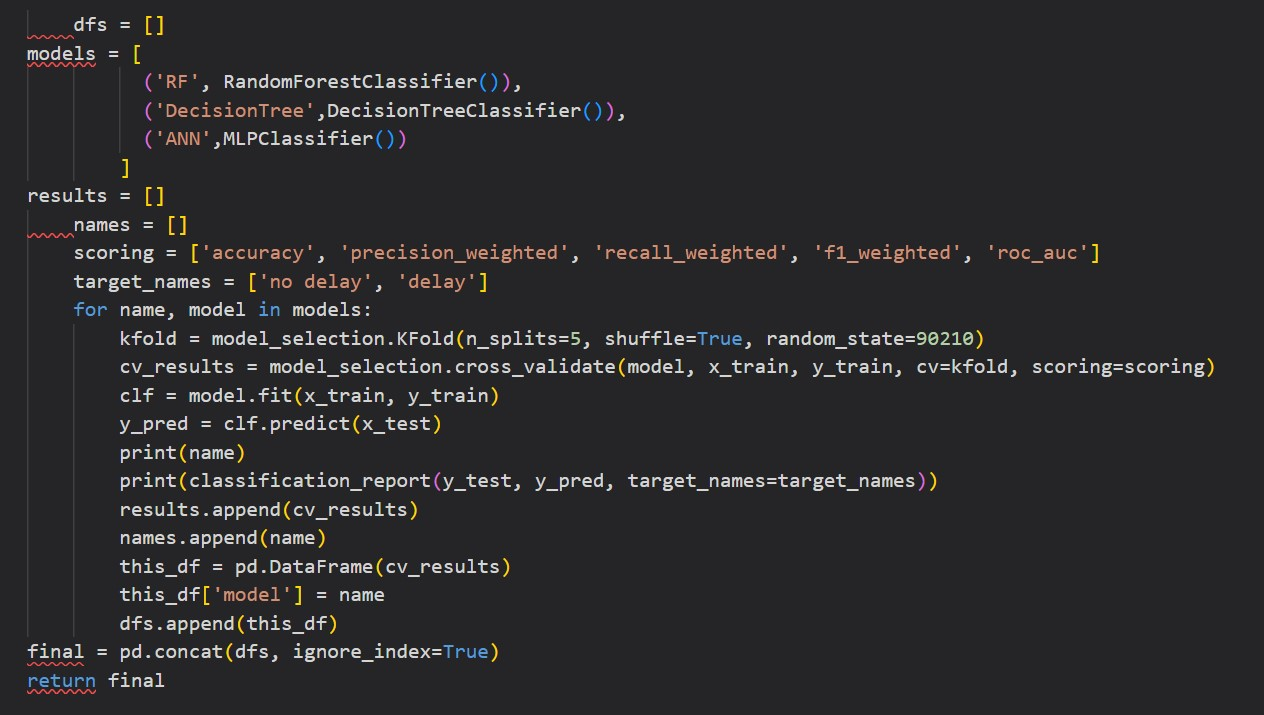 dfs = []
models = [
          ('RF', RandomForestClassifier()),
          ('DecisionTree',DecisionTreeClassifier()),
          ('ANN',MLPClassifier())
        ]
results = []
    names = []
    scoring = ['accuracy', 'precision_weighted', 'recall_weighted', 'f1_weighted', 'roc_auc']
    target_names = ['no delay', 'delay']
    for name, model in models:
        kfold = model_selection.KFold(n_splits=5, shuffle=True, random_state=90210)
        cv_results = model_selection.cross_validate(model, x_train, y_train, cv=kfold, scoring=scoring)
        clf = model.fit(x_train, y_train)
        y_pred = clf.predict(x_test)
        print(name)
        print(classification_report(y_test, y_pred, target_names=target_names))
        results.append(cv_results)
        names.append(name)
        this_df = pd.DataFrame(cv_results)
        this_df['model'] = name
        dfs.append(this_df)
final = pd.concat(dfs, ignore_index=True)
return final